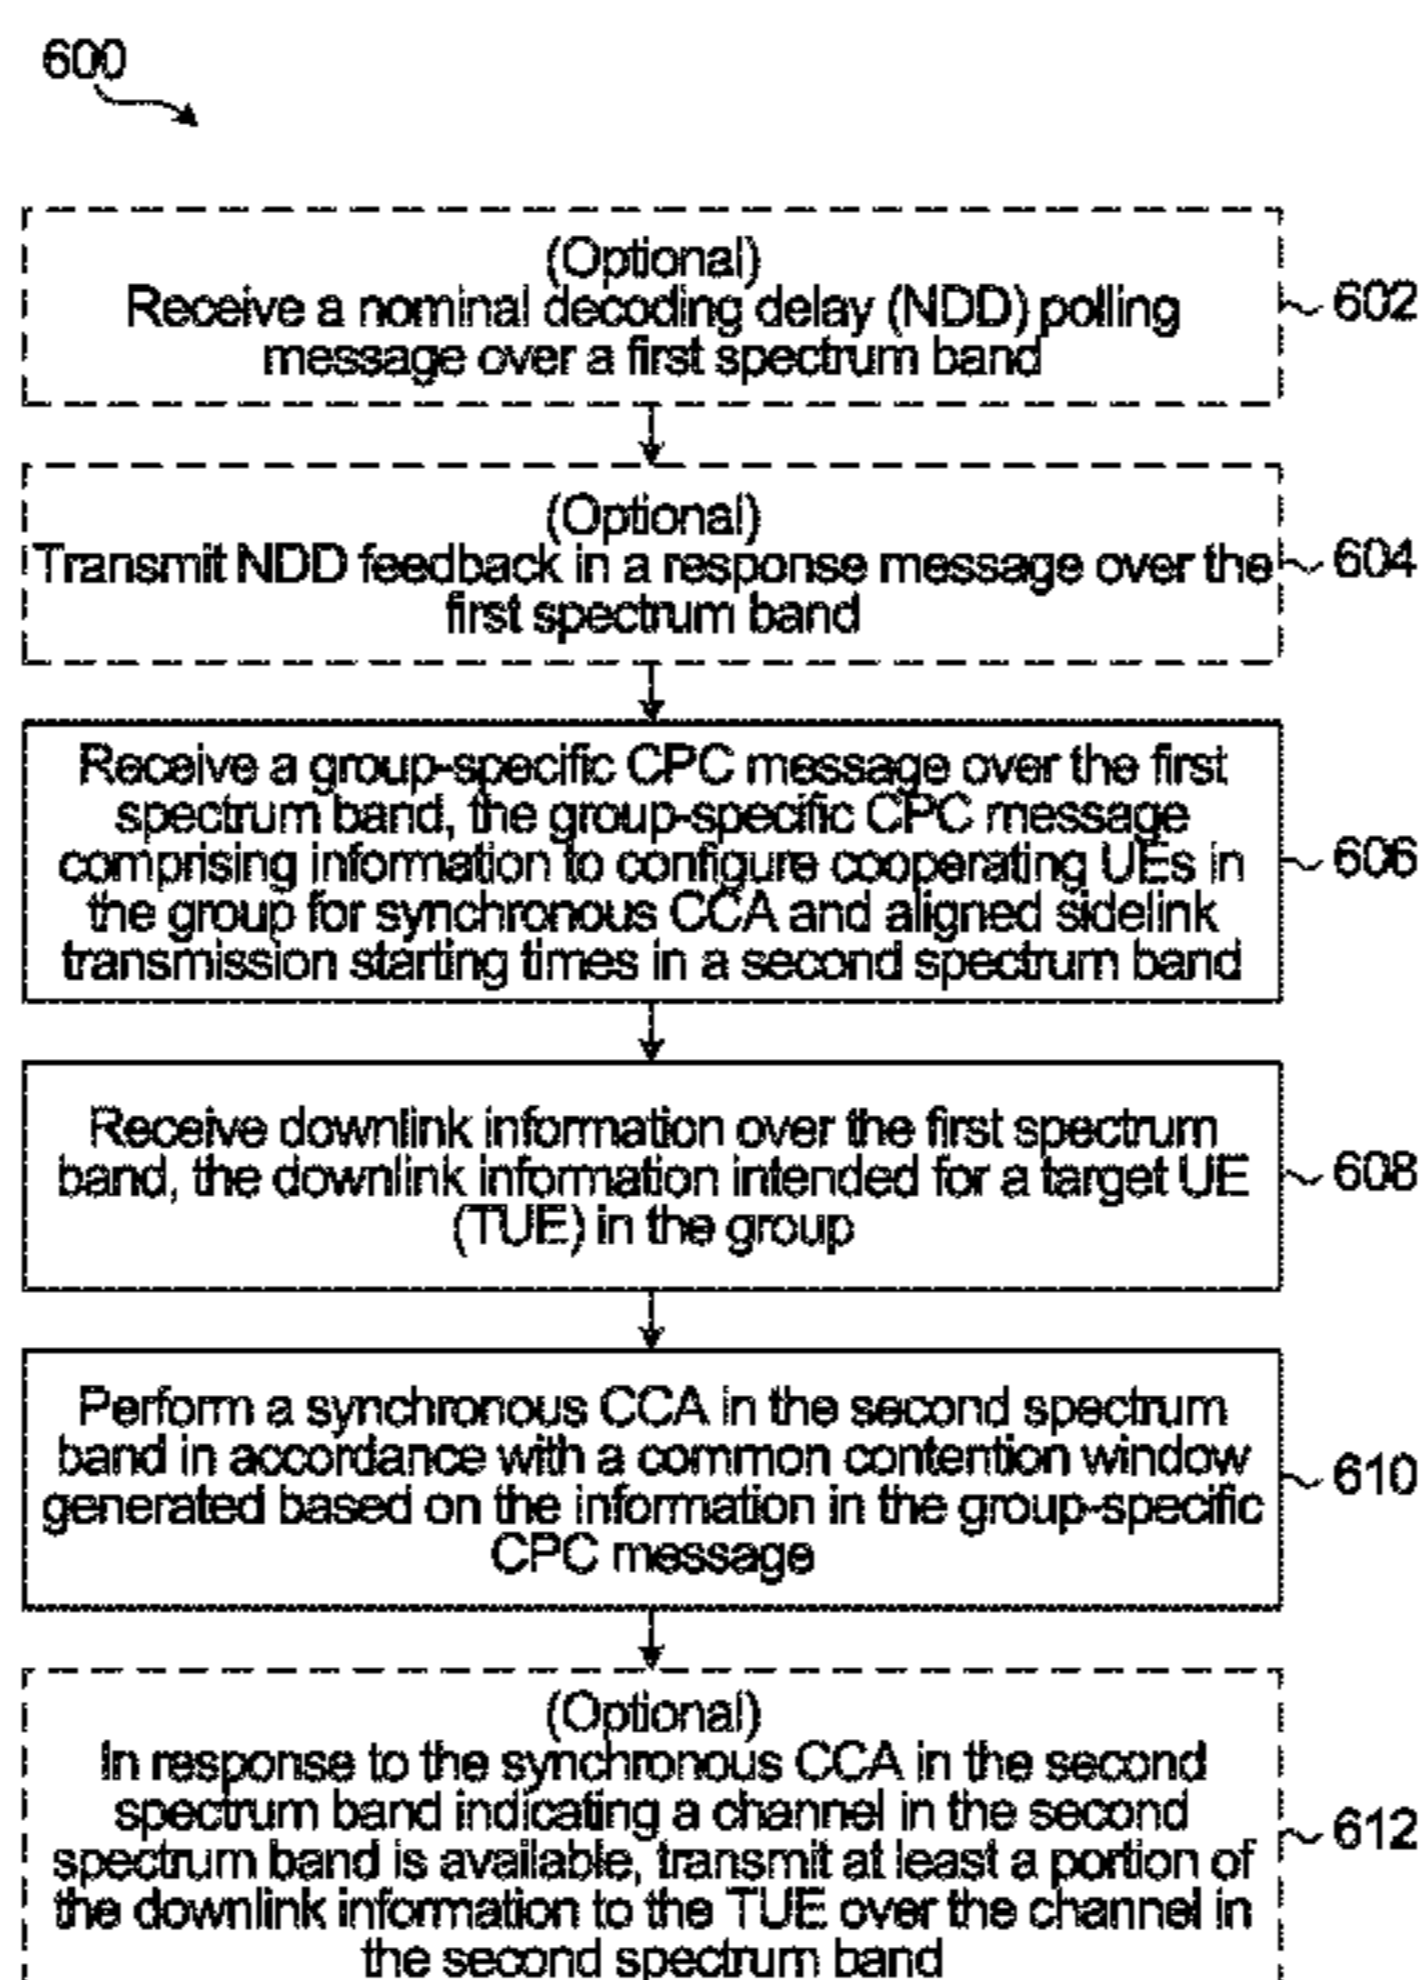 600
(Optional)
Receive a nominal decoding delay (NDD) polling
message over a first spectrum band
602
(Optional)
Transmit NDD feedback in a response message over the
first spectrum band
604
Receive a group-specific CPC message over the first
spectrum band, the group-specific CPC message
comprising information to configure cooperating UEs in
the group for synchronous CCA and aligned sidelink
transmission starting times in a second spectrum band
606
Receive downlink information over the first spectrum
band, the downlink information intended for a target UE
(TUE) in the group
608
Perform a synchronous CCA in the second spectrum
band in accordance with a common contention window
generated based on the information in the group-specific
CPC message
610
(Optional)
In response to the synchronous CCA in the second
spectrum band indicating a channel in the second
spectrum band is available, transmit at least a portion of
the downlink information to the TUE over the channel in
the second spectrum band
612